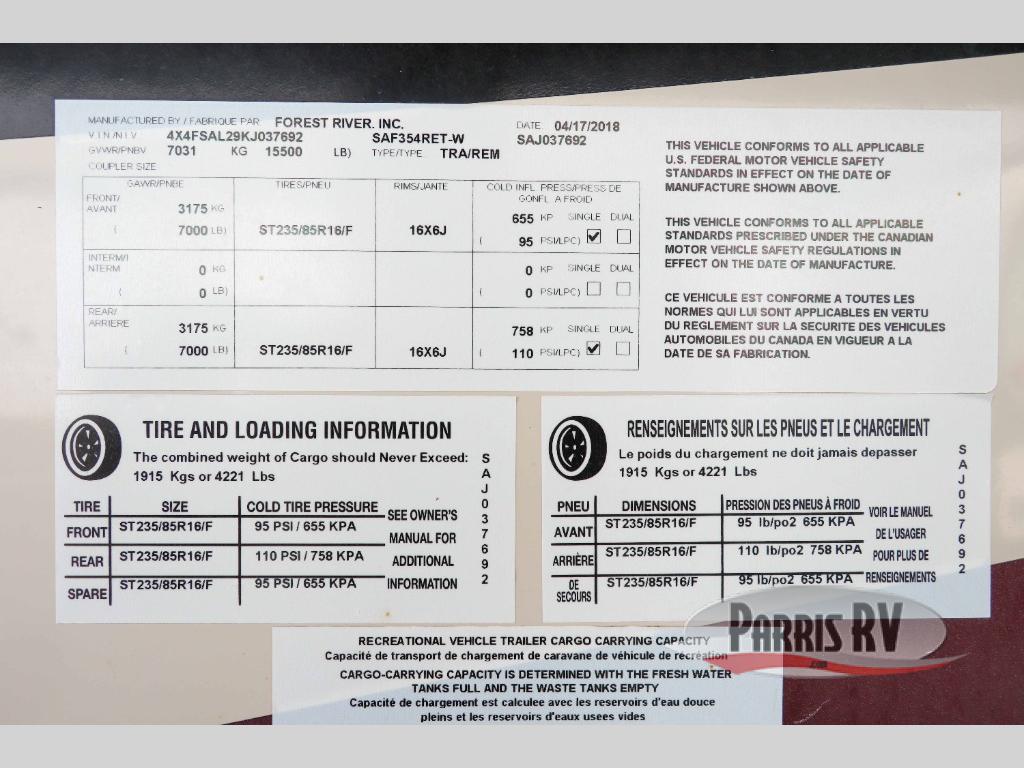 MANUFACTURED BY / FABRIQUE PAR FOREST RIVER, INC. DATE 04/17/2018
V.I.N./N.I.V. 4X4FSAL29KJ037692 SAF354RET-W SAJ037692
GVWR/PNBV 7031 KG 15500 LB) TYPE/TYPE TRA/REM
COUPLER SIZE
GAWR/PNBE TIRES/PNEU RIMS/JANTE COLD INFL PRESS/PRESS DE
GONFL A FROID
FRONT/
AVANT 3175 KG 655 KP SINGLE DUAL
( 7000 LB) ST235/85R16/F 16X6J ( 95 PSI/LPC)
INTERM/I
NTERM 0 KG 0 KP SINGLE DUAL
( 0 LB) ( 0 PSI/LPC)
REAR/
ARRIERE 3175 KG 758 KP SINGLE DUAL
( 7000 LB) ST235/85R16/F 16X6J ( 110 PSI/LPC)
THIS VEHICLE CONFORMS TO ALL APPLICABLE
U.S. FEDERAL MOTOR VEHICLE SAFETY
STANDARDS IN EFFECT ON THE DATE OF
MANUFACTURE SHOWN ABOVE.
THIS VEHICLE CONFORMS TO ALL APPLICABLE
STANDARDS PRESCRIBED UNDER THE CANADIAN
MOTOR VEHICLE SAFETY REGULATIONS IN
EFFECT ON THE DATE OF MANUFACTURE.
CE VEHICULE EST CONFORME A TOUTES LES
NORMES QUI LUI SONT APPLICABLES EN VERTU
DU REGLEMENT SUR LA SECURITE DES VEHICULES
AUTOMOBILES DU CANADA EN VIGUEUR A LA
DATE DE SA FABRICATION.
TIRE AND LOADING INFORMATION
The combined weight of Cargo should Never Exceed:
1915 Kgs or 4221 Lbs
TIRE SIZE COLD TIRE PRESSURE
FRONT ST235/85R16/F 95 PSI / 655 KPA
REAR ST235/85R16/F 110 PSI / 758 KPA
SPARE ST235/85R16/F 95 PSI / 655 KPA
SEE OWNER'S
MANUAL FOR
ADDITIONAL
INFORMATION
SAJ037692
RENSEIGNEMENTS SUR LES PNEUS ET LE CHARGEMENT
Le poids du chargement ne doit jamais depasser
1915 Kgs or 4221 Lbs
PNEU DIMENSIONS PRESSION DES PNEUS À FROID
AVANT ST235/85R16/F 95 lb/po2 655 KPA
ARRIÈRE ST235/85R16/F 110 lb/po2 758 KPA
DE
SECOURS ST235/85R16/F 95 lb/po2 655 KPA
VOIR LE MANUEL
DE L'USAGER
POUR PLUS DE
RENSEIGNEMENTS
SAJ037692
RECREATIONAL VEHICLE TRAILER CARGO CARRYING CAPACITY
Capacité de transport de chargement de caravane de véhicule de recréation
CARGO-CARRYING CAPACITY IS DETERMINED WITH THE FRESH WATER
TANKS FULL AND THE WASTE TANKS EMPTY
Capacité de chargement est calculee avec les reservoirs d'eau douce
pleins et les reservoirs d'eaux usees vides
PARRIS RV
.com